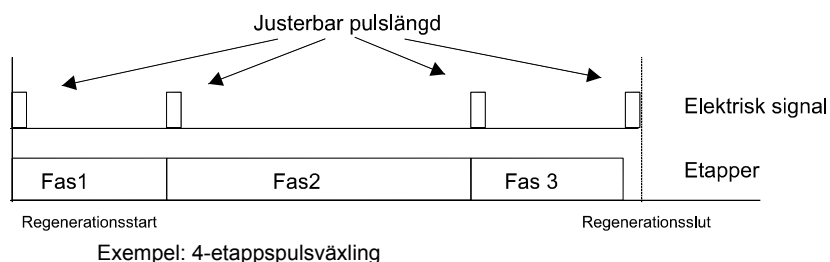 Justerbar pulslängd
Elektrisk signal
Fas1
Fas2
Fas 3
Etapper
Regenerationsstart
Regenerationsslut
Exempel: 4-etappspulsväxling